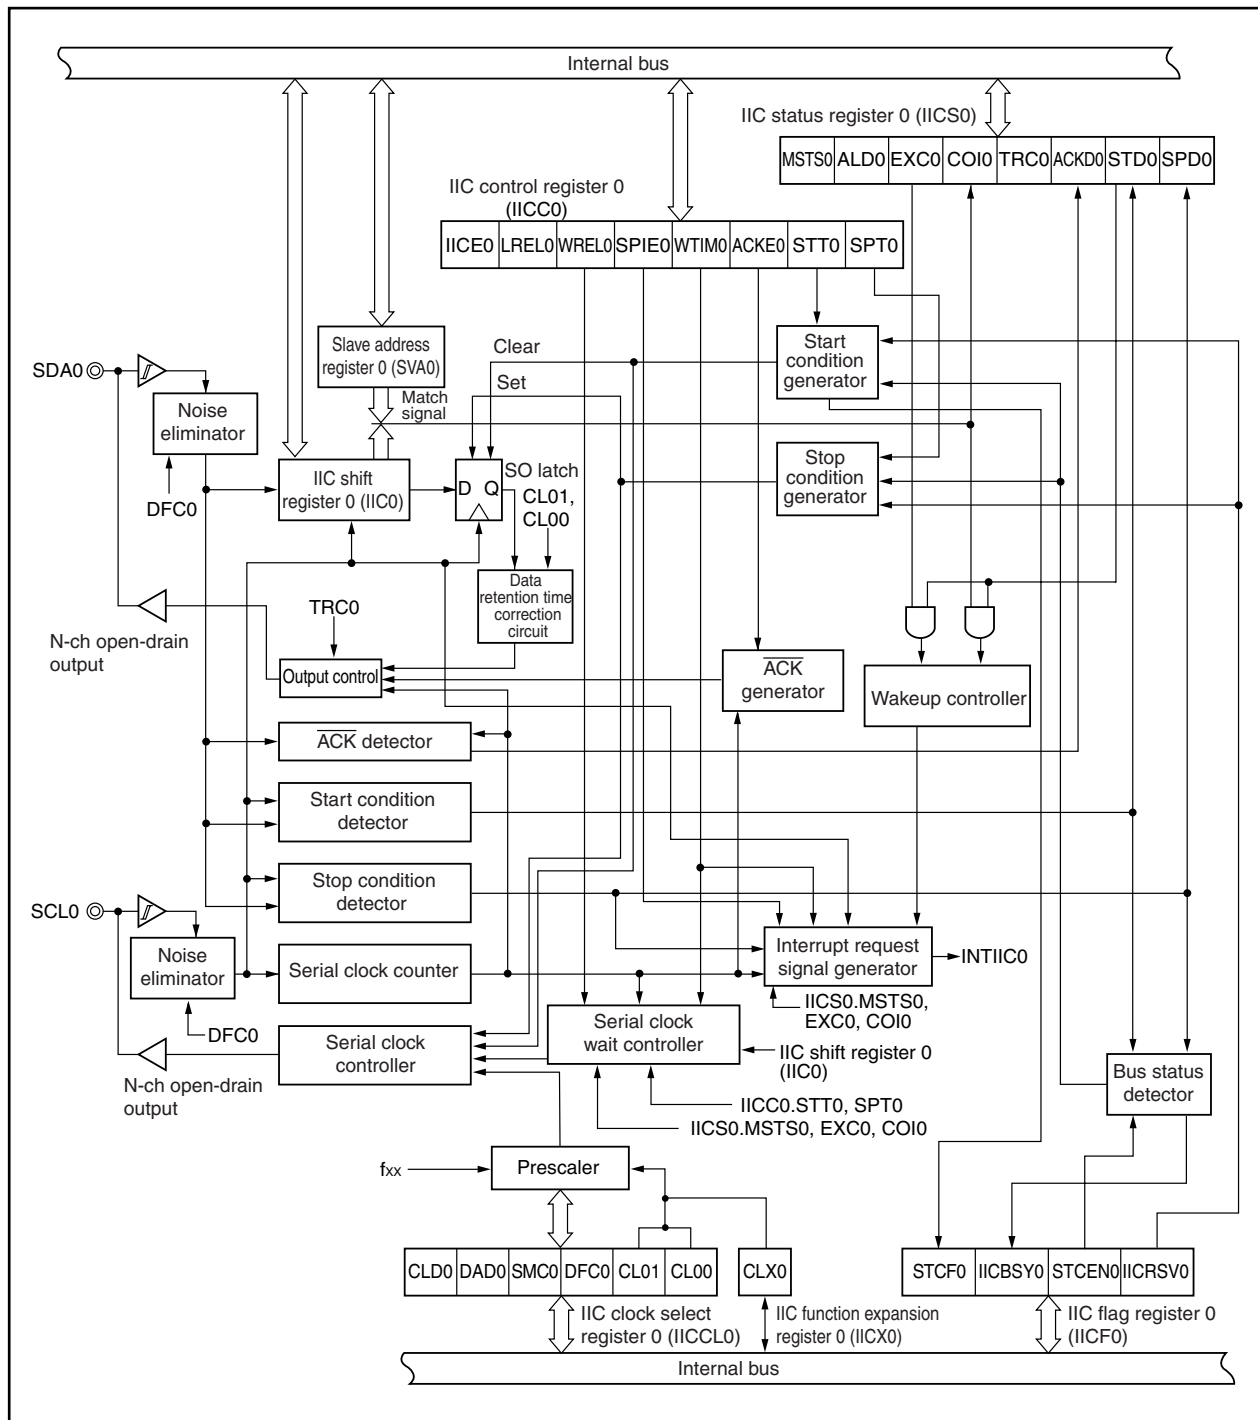 Internal bus
IIC status register 0 (IICS0)
MSTS0 ALD0 EXC0 COI0 TRC0 ACKD0 STD0 SPD0
IIC control register 0
(IICC0)
IICE0 LREL0 WREL0 SPIE0 WTIM0 ACKE0 STT0 SPT0
Slave address
register 0 (SVA0)
Clear
Start
condition
generator
SDA0
Set
Match
signal
Noise
eliminator
DFC0
IIC shift
register 0 (IIC0)
D Q
SO latch
CL01,
CL00
Stop
condition
generator
Data
retention time
correction
circuit
TRC0
N-ch open-drain
output
Output control
ACK
generator
Wakeup controller
ACK detector
Start condition
detector
Stop condition
detector
SCL0
Noise
eliminator
DFC0
Serial clock counter
Interrupt request
signal generator
INTIIC0
IICS0.MSTS0,
EXC0, COI0
Serial clock
controller
Serial clock
wait controller
IIC shift register 0
(IIC0)
N-ch open-drain
output
IICC0.STT0, SPT0
IICS0.MSTS0, EXC0, COI0
Bus status
detector
fxx
Prescaler
CLD0 DAD0 SMC0 DFC0 CL01 CL00
CLX0
STCF0 IICBSY0 STCEN0 IICRSV0
IIC clock select
register 0 (IICCL0)
IIC function expansion
register 0 (IICX0)
IIC flag register 0
(IICF0)
Internal bus